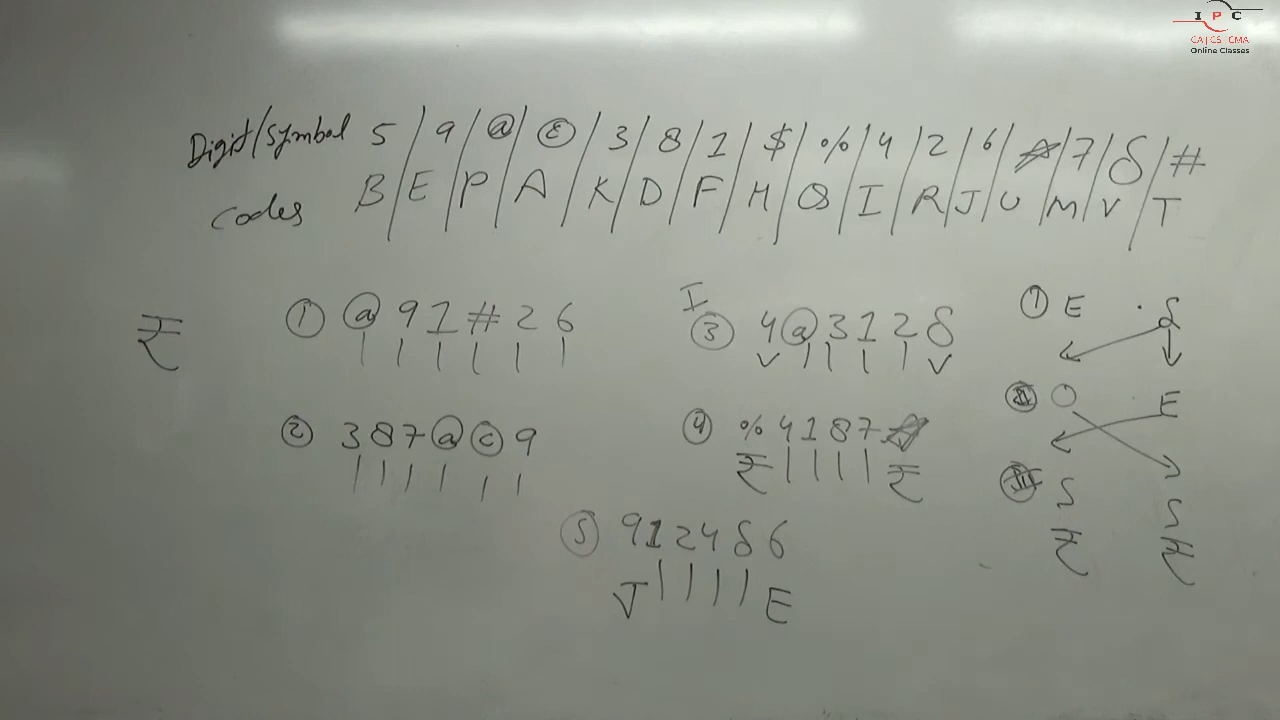 I P C
CA|CS CMA
Online Classes
Digit/Symbol 5 / 9 / @ / © / 3 / 8 / 1 / $ / % / 4 / 2 / 6 / ☆ / 7 / δ / #
Codes B / E / P / A / K / D / F / H / Q / I / R / J / U / M / V / T
₹
① @ 9 1 # 2 6
② 3 8 7 @ © 9
I
③ 4 @ 3 1 2 δ
④ % 4 1 8 7 ☆
₹ ₹
⑤ 9 1 2 4 δ 6
J E
① E S
Ⅱ O E
Ⅲ S S
₹ ₹